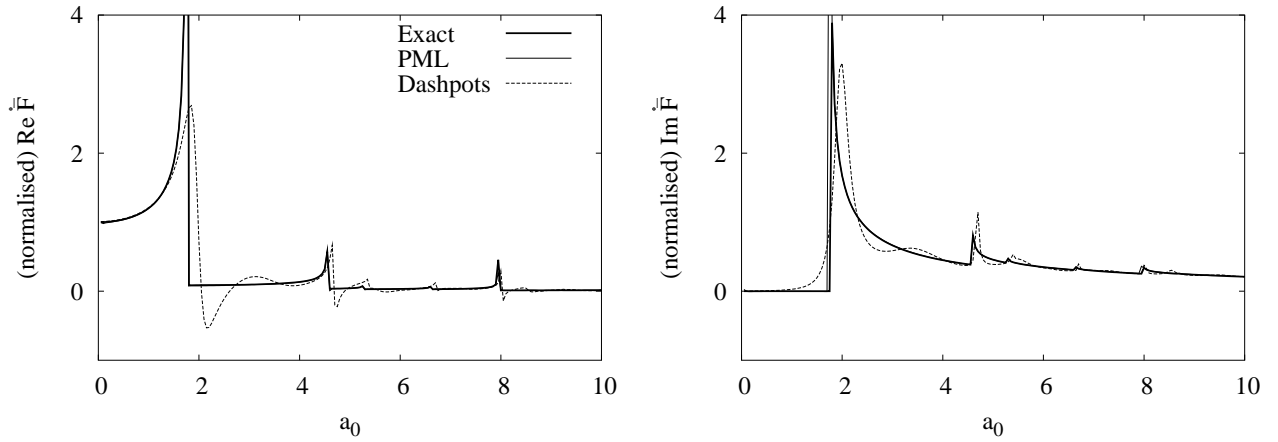 4
2
0
0 2 4 6 8 10
(normalised) Re F̿
a₀
Exact
PML
Dashpots
4
2
0
0 2 4 6 8 10
(normalised) Im F̿
a₀